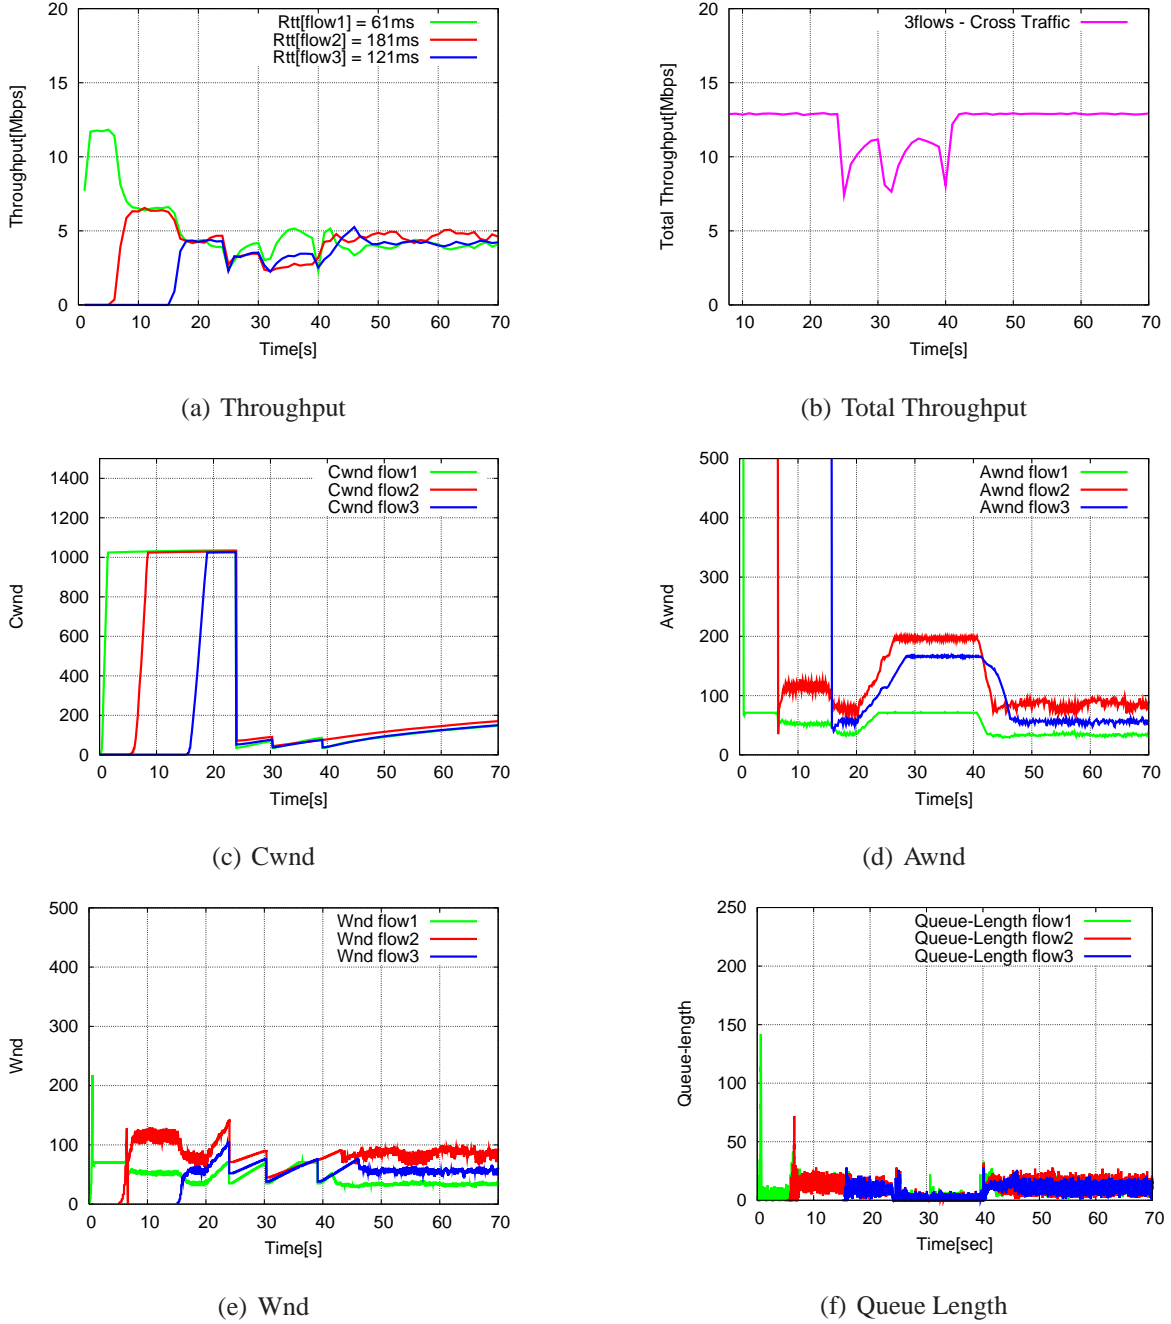 20
15
10
5
0
0 10 20 30 40 50 60 70
Throughput[Mbps]
Time[s]
Rtt[flow1] = 61ms
Rtt[flow2] = 181ms
Rtt[flow3] = 121ms
(a) Throughput
20
15
10
5
0
10 20 30 40 50 60 70
Total Throughput[Mbps]
Time[s]
3flows - Cross Traffic
(b) Total Throughput
1400
1200
1000
800
600
400
200
0
0 10 20 30 40 50 60 70
Cwnd
Time[s]
Cwnd flow1
Cwnd flow2
Cwnd flow3
(c) Cwnd
500
400
300
200
100
0
0 10 20 30 40 50 60 70
Awnd
Time[s]
Awnd flow1
Awnd flow2
Awnd flow3
(d) Awnd
500
400
300
200
100
0
0 10 20 30 40 50 60 70
Wnd
Time[s]
Wnd flow1
Wnd flow2
Wnd flow3
(e) Wnd
250
200
150
100
50
0
0 10 20 30 40 50 60 70
Queue-length
Time[sec]
Queue-Length flow1
Queue-Length flow2
Queue-Length flow3
(f) Queue Length